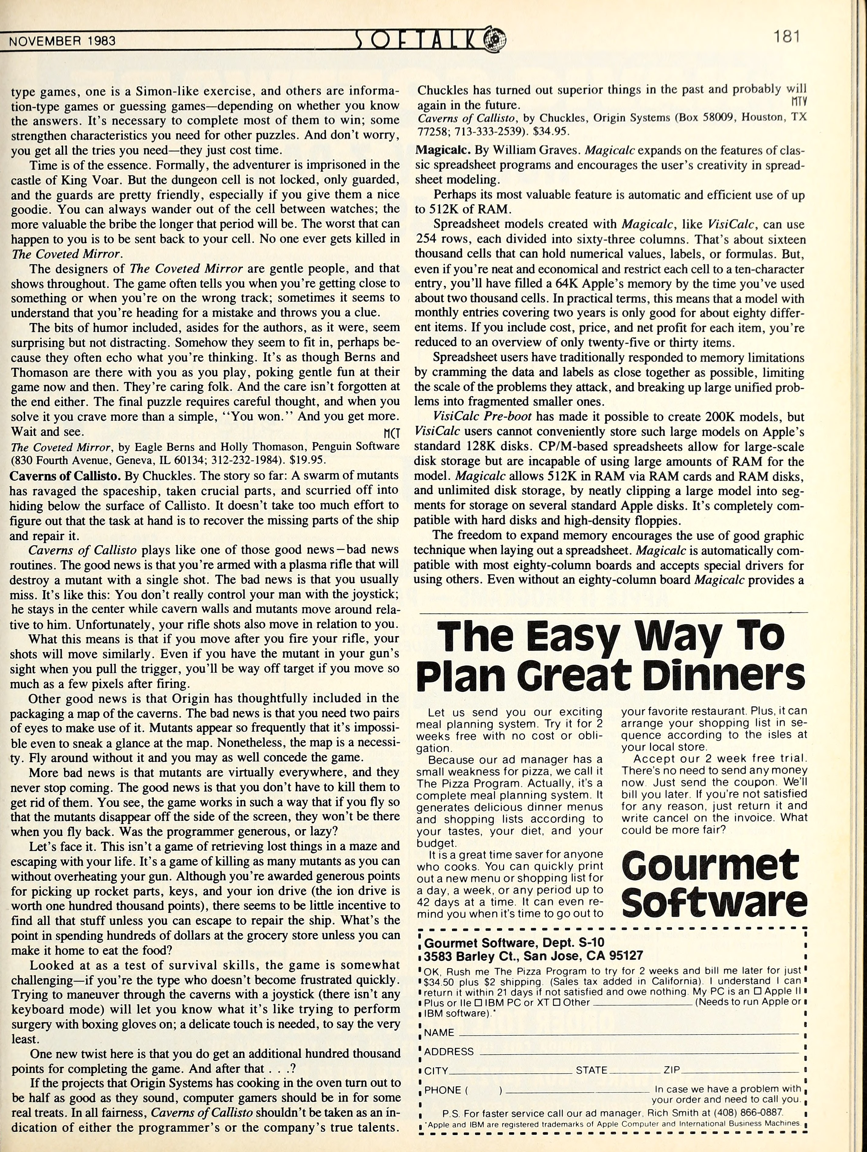 NOVEMBER 1983
SOFTALK
181
type games, one is a Simon-like exercise, and others are informa-
tion-type games or guessing games—depending on whether you know
the answers. It's necessary to complete most of them to win; some
strengthen characteristics you need for other puzzles. And don't worry,
you get all the tries you need—they just cost time.
Time is of the essence. Formally, the adventurer is imprisoned in the
castle of King Voar. But the dungeon cell is not locked, only guarded,
and the guards are pretty friendly, especially if you give them a nice
goodie. You can always wander out of the cell between watches; the
more valuable the bribe the longer that period will be. The worst that can
happen to you is to be sent back to your cell. No one ever gets killed in
The Coveted Mirror.
The designers of The Coveted Mirror are gentle people, and that
shows throughout. The game often tells you when you're getting close to
something or when you're on the wrong track; sometimes it seems to
understand that you're heading for a mistake and throws you a clue.
The bits of humor included, asides for the authors, as it were, seem
surprising but not distracting. Somehow they seem to fit in, perhaps be-
cause they often echo what you're thinking. It's as though Berns and
Thomason are there with you as you play, poking gentle fun at their
game now and then. They're caring folk. And the care isn't forgotten at
the end either. The final puzzle requires careful thought, and when you
solve it you crave more than a simple, "You won." And you get more.
Wait and see. MCT
The Coveted Mirror, by Eagle Berns and Holly Thomason, Penguin Software
(830 Fourth Avenue, Geneva, IL 60134; 312-232-1984). $19.95.
Caverns of Callisto. By Chuckles. The story so far: A swarm of mutants
has ravaged the spaceship, taken crucial parts, and scurried off into
hiding below the surface of Callisto. It doesn't take too much effort to
figure out that the task at hand is to recover the missing parts of the ship
and repair it.
Caverns of Callisto plays like one of those good news–bad news
routines. The good news is that you're armed with a plasma rifle that will
destroy a mutant with a single shot. The bad news is that you usually
miss. It's like this: You don't really control your man with the joystick;
he stays in the center while cavern walls and mutants move around rela-
tive to him. Unfortunately, your rifle shots also move in relation to you.
What this means is that if you move after you fire your rifle, your
shots will move similarly. Even if you have the mutant in your gun's
sight when you pull the trigger, you'll be way off target if you move so
much as a few pixels after firing.
Other good news is that Origin has thoughtfully included in the
packaging a map of the caverns. The bad news is that you need two pairs
of eyes to make use of it. Mutants appear so frequently that it's impossi-
ble even to sneak a glance at the map. Nonetheless, the map is a necessi-
ty. Fly around without it and you may as well concede the game.
More bad news is that mutants are virtually everywhere, and they
never stop coming. The good news is that you don't have to kill them to
get rid of them. You see, the game works in such a way that if you fly so
that the mutants disappear off the side of the screen, they won't be there
when you fly back. Was the programmer generous, or lazy?
Let's face it. This isn't a game of retrieving lost things in a maze and
escaping with your life. It's a game of killing as many mutants as you can
without overheating your gun. Although you're awarded generous points
for picking up rocket parts, keys, and your ion drive (the ion drive is
worth one hundred thousand points), there seems to be little incentive to
find all that stuff unless you can escape to repair the ship. What's the
point in spending hundreds of dollars at the grocery store unless you can
make it home to eat the food?
Looked at as a test of survival skills, the game is somewhat
challenging—if you're the type who doesn't become frustrated quickly.
Trying to maneuver through the caverns with a joystick (there isn't any
keyboard mode) will let you know what it's like trying to perform
surgery with boxing gloves on; a delicate touch is needed, to say the very
least.
One new twist here is that you do get an additional hundred thousand
points for completing the game. And after that . . .?
If the projects that Origin Systems has cooking in the oven turn out to
be half as good as they sound, computer gamers should be in for some
real treats. In all fairness, Caverns of Callisto shouldn't be taken as an in-
dication of either the programmer's or the company's true talents.
Chuckles has turned out superior things in the past and probably will
again in the future. MTV
Caverns of Callisto, by Chuckles, Origin Systems (Box 58009, Houston, TX
77258; 713-333-2539). $34.95.
Magicalc. By William Graves. Magicalc expands on the features of clas-
sic spreadsheet programs and encourages the user's creativity in spread-
sheet modeling.
Perhaps its most valuable feature is automatic and efficient use of up
to 512K of RAM.
Spreadsheet models created with Magicalc, like VisiCalc, can use
254 rows, each divided into sixty-three columns. That's about sixteen
thousand cells that can hold numerical values, labels, or formulas. But,
even if you're neat and economical and restrict each cell to a ten-character
entry, you'll have filled a 64K Apple's memory by the time you've used
about two thousand cells. In practical terms, this means that a model with
monthly entries covering two years is only good for about eighty differ-
ent items. If you include cost, price, and net profit for each item, you're
reduced to an overview of only twenty-five or thirty items.
Spreadsheet users have traditionally responded to memory limitations
by cramming the data and labels as close together as possible, limiting
the scale of the problems they attack, and breaking up large unified prob-
lems into fragmented smaller ones.
VisiCalc Pre-boot has made it possible to create 200K models, but
VisiCalc users cannot conveniently store such large models on Apple's
standard 128K disks. CP/M-based spreadsheets allow for large-scale
disk storage but are incapable of using large amounts of RAM for the
model. Magicalc allows 512K in RAM via RAM cards and RAM disks,
and unlimited disk storage, by neatly clipping a large model into seg-
ments for storage on several standard Apple disks. It's completely com-
patible with hard disks and high-density floppies.
The freedom to expand memory encourages the use of good graphic
technique when laying out a spreadsheet. Magicalc is automatically com-
patible with most eighty-column boards and accepts special drivers for
using others. Even without an eighty-column board Magicalc provides a
The Easy Way To
Plan Great Dinners
Let us send you our exciting
meal planning system. Try it for 2
weeks free with no cost or obli-
gation.
Because our ad manager has a
small weakness for pizza, we call it
The Pizza Program. Actually, it's a
complete meal planning system. It
generates delicious dinner menus
and shopping lists according to
your tastes, your diet, and your
budget.
It is a great time saver for anyone
who cooks. You can quickly print
out a new menu or shopping list for
a day, a week, or any period up to
42 days at a time. It can even re-
mind you when it's time to go out to
your favorite restaurant. Plus, it can
arrange your shopping list in se-
quence according to the isles at
your local store.
Accept our 2 week free trial.
There's no need to send any money
now. Just send the coupon. We'll
bill you later. If you're not satisfied
for any reason, just return it and
write cancel on the invoice. What
could be more fair?
Gourmet
Software
Gourmet Software, Dept. S-10
3583 Barley Ct., San Jose, CA 95127
OK, Rush me The Pizza Program to try for 2 weeks and bill me later for just
$34.50 plus $2 shipping. (Sales tax added in California). I understand I can
return it within 21 days if not satisfied and owe nothing. My PC is an □ Apple II
Plus or IIe □ IBM PC or XT □ Other (Needs to run Apple or
IBM software).*
NAME
ADDRESS
CITY STATE ZIP
PHONE ( ) In case we have a problem with
your order and need to call you.
P.S. For faster service call our ad manager, Rich Smith at (408) 866-0887.
*Apple and IBM are registered trademarks of Apple Computer and International Business Machines